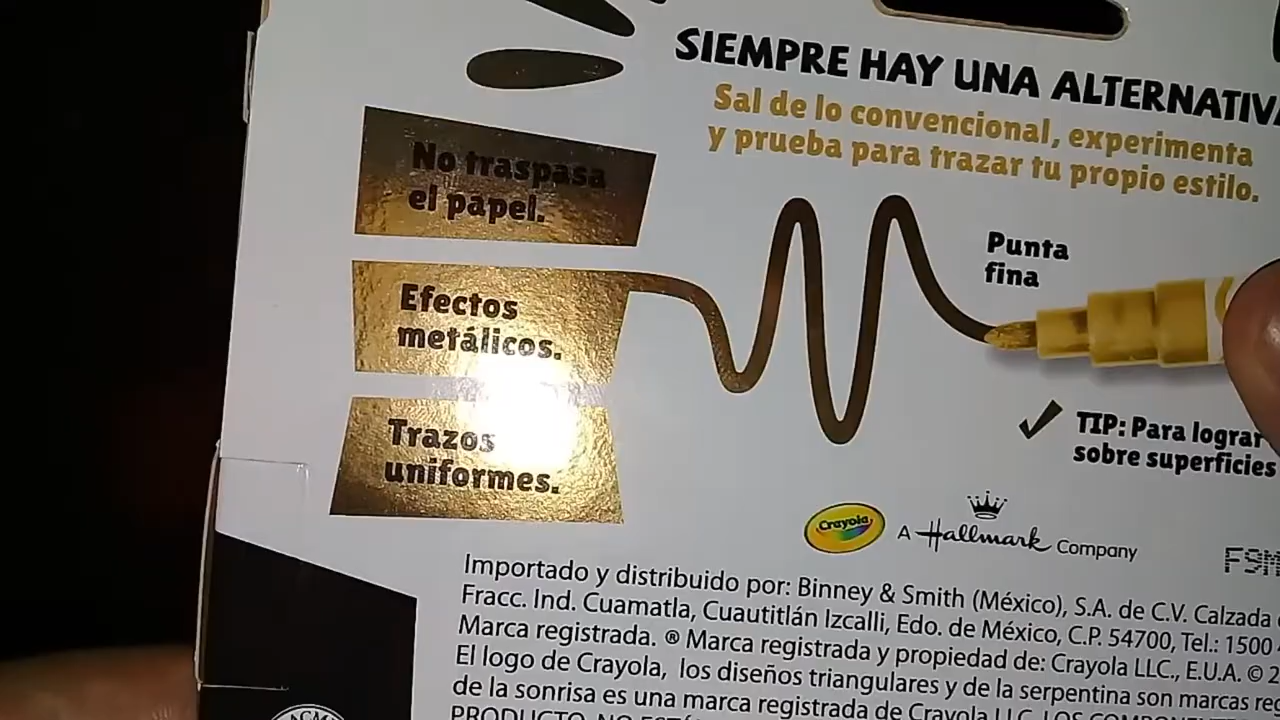 SIEMPRE HAY UNA ALTERNATIVA
Sal de lo convencional, experimenta
y prueba para trazar tu propio estilo.
No traspasa
el papel.
Efectos
metálicos.
Trazos
uniformes.
Punta
fina
TIP: Para lograr
sobre superficies
Crayola
A Hallmark Company
F9M
Importado y distribuido por: Binney & Smith (México), S.A. de C.V. Calzada
Fracc. Ind. Cuamatla, Cuautitlán Izcalli, Edo. de México, C.P. 54700, Tel.: 1500
Marca registrada. ® Marca registrada y propiedad de: Crayola LLC., E.U.A. © 2
El logo de Crayola, los diseños triangulares y de la serpentina son marcas
de la sonrisa es una marca registrada de Crayola LLC.
PRODUCTO NO
ACM